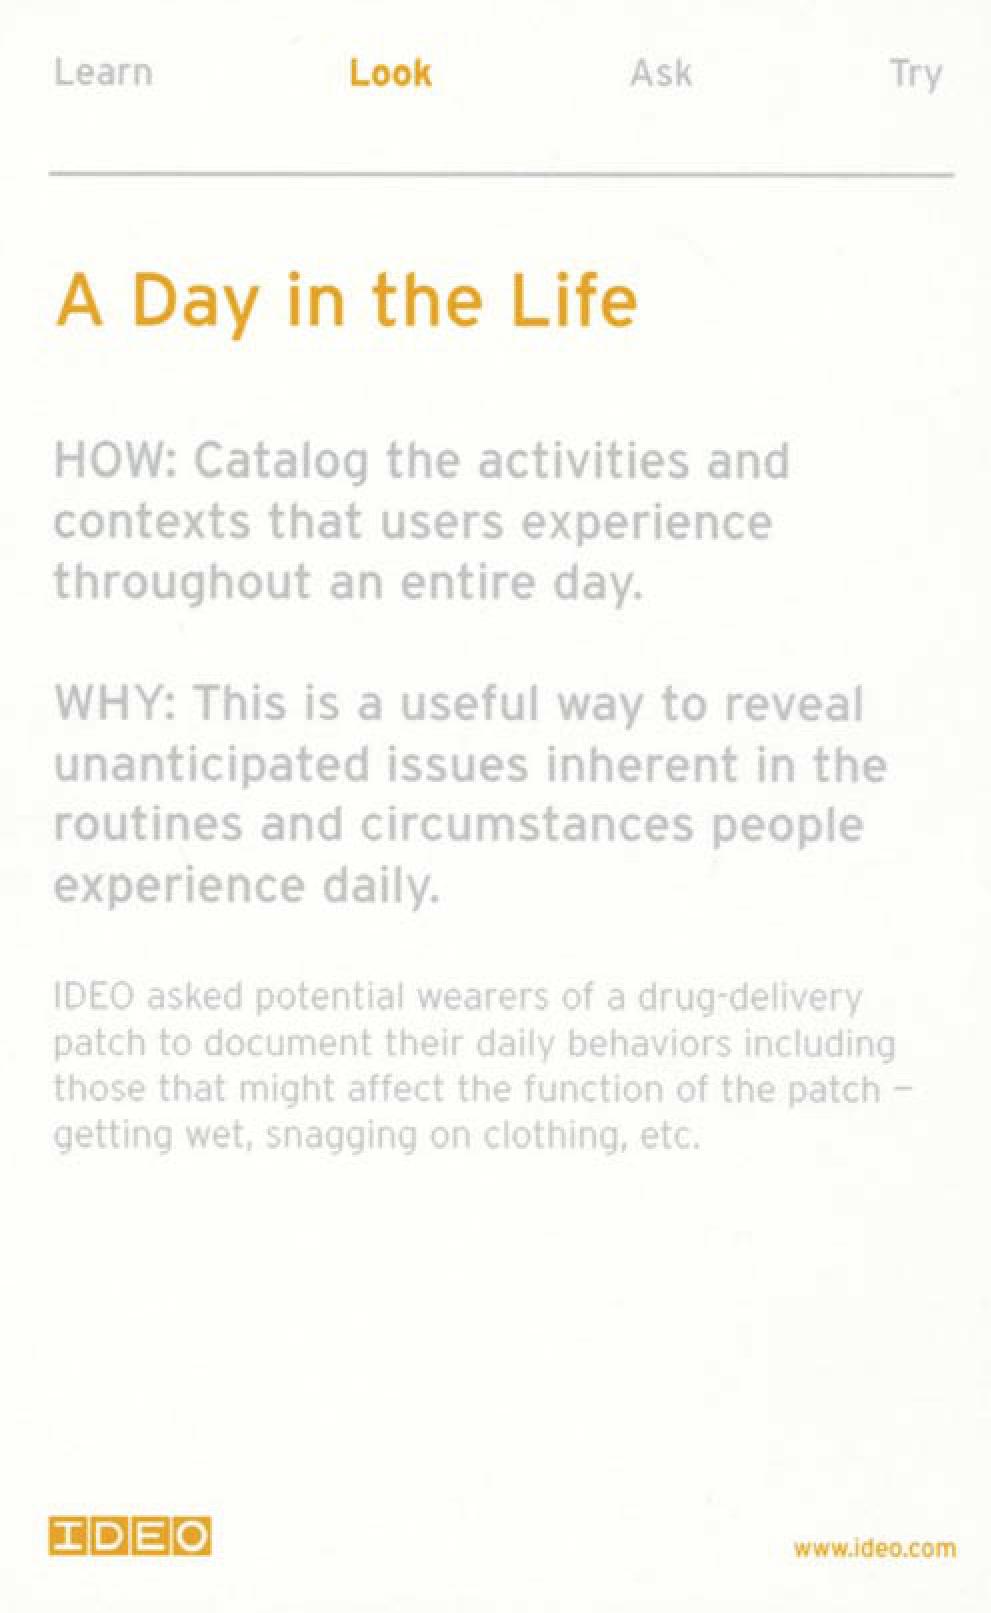 Learn Look Ask Try
A Day in the Life
HOW: Catalog the activities and
contexts that users experience
throughout an entire day.
WHY: This is a useful way to reveal
unanticipated issues inherent in the
routines and circumstances people
experience daily.
IDEO asked potential wearers of a drug-delivery
patch to document their daily behaviors including
those that might affect the function of the patch –
getting wet, snagging on clothing, etc.
IDEO www.ideo.com